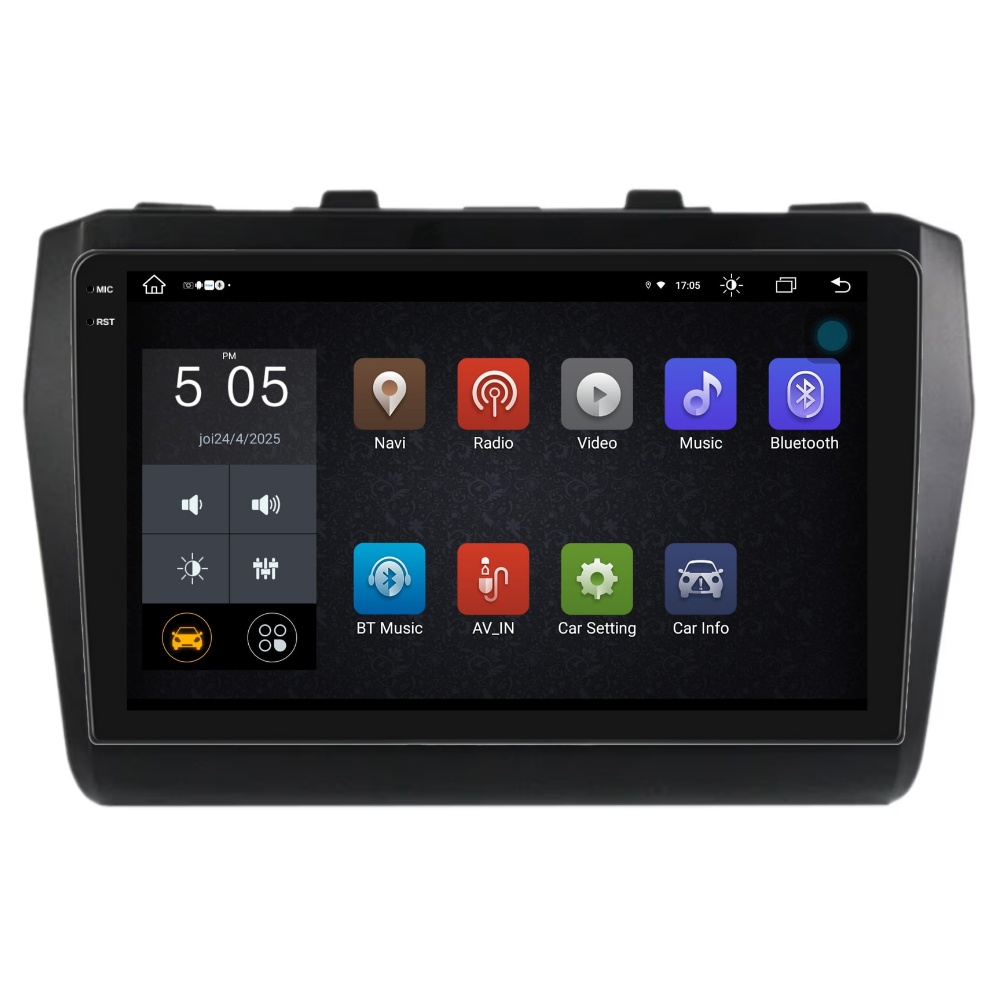 MIC
RST
17:05
PM
5 05
joi24/4/2025
Navi
Radio
Video
Music
Bluetooth
BT Music
AV_IN
Car Setting
Car Info